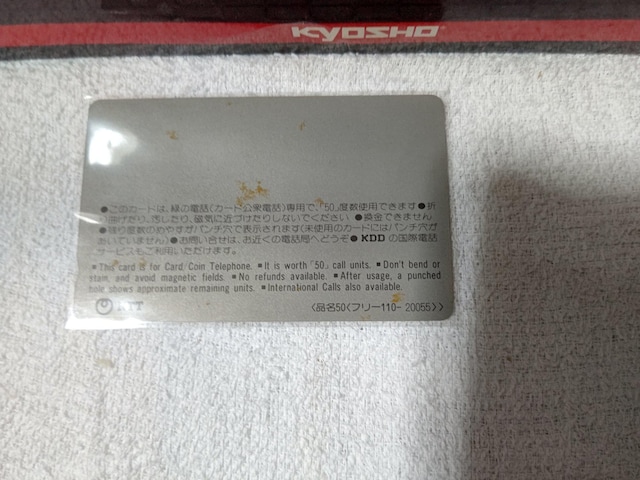 KYOSHO
●このカードは、緑の電話(カード公衆電話)専用で、「50」度数使用できます●折
り曲げたり、汚したり、磁気に近づけたりしないでください ●換金できません
●残り度数のめやすがパンチ穴で表示されます(未使用のカードにはパンチ穴が
あいていません)●お問い合せは、お近くの電話局へどうぞ● KDD の国際電話
サービスもご利用いただけます。
■This card is for Card/Coin Telephone. ■It is worth「50」call units. ■Don't bend or
stain, and avoid magnetic fields. ■No refunds available. ■After usage, a punched
hole shows approximate remaining units. ■International Calls also available.
NTT 〈品名50〈フリー110-20055〉〉